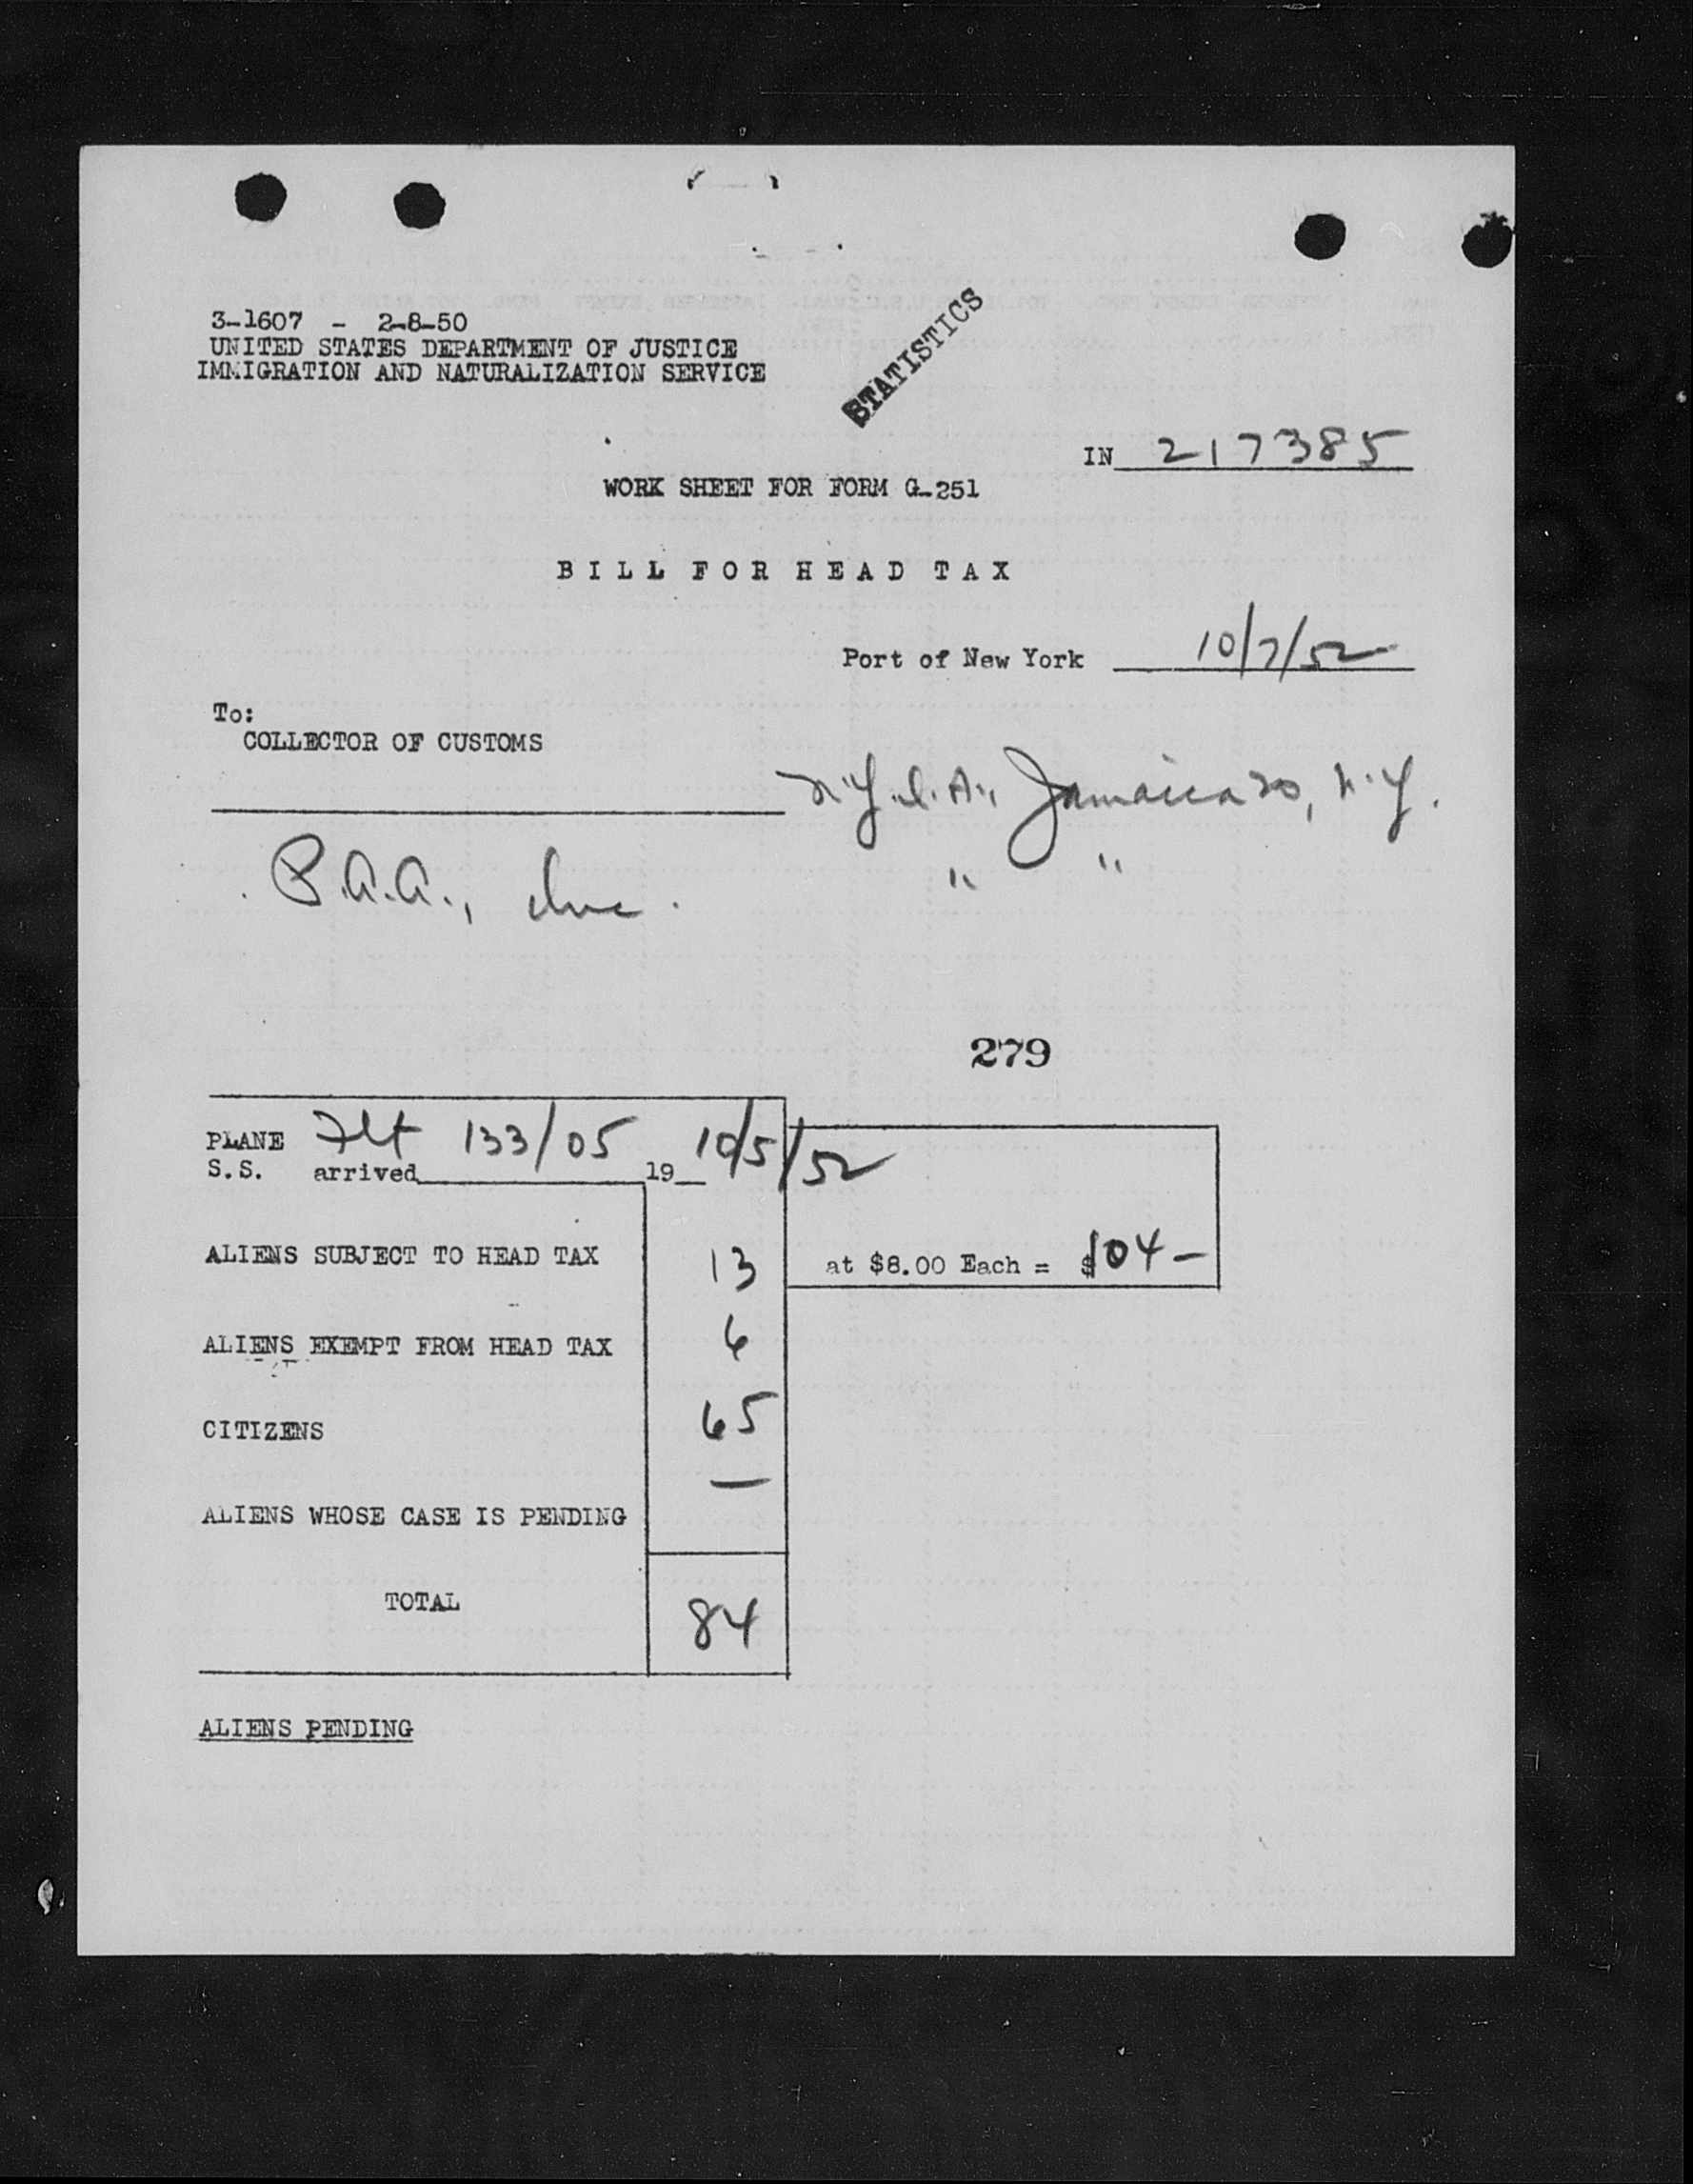 3-1607 - 2-8-50
UNITED STATES DEPARTMENT OF JUSTICE
IMMIGRATION AND NATURALIZATION SERVICE
STATISTICS
IN 217385
WORK SHEET FOR FORM G-251
BILL FOR HEAD TAX
Port of New York 10/7/52
To:
COLLECTOR OF CUSTOMS
N.Y.I.A., Jamaica 30, N.Y.
P.A.A., Inc. " "
279
PLANE Flt 133/05 10/5/52
S.S. arrived 19
ALIENS SUBJECT TO HEAD TAX 13 at $8.00 Each = $104-
ALIENS EXEMPT FROM HEAD TAX 6
CITIZENS 65
ALIENS WHOSE CASE IS PENDING —
TOTAL 84
ALIENS PENDING